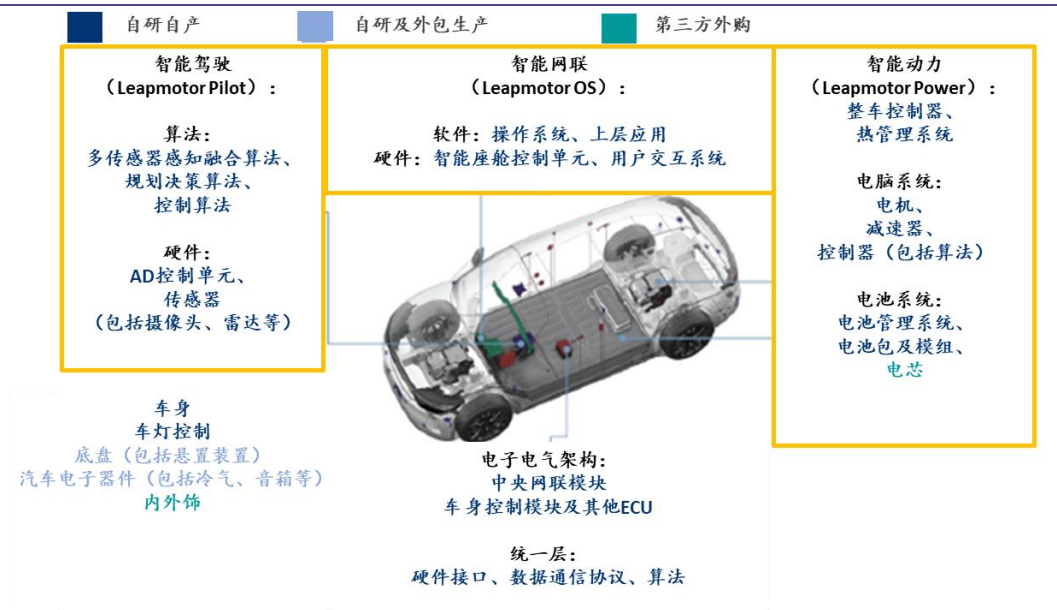 自研自产
自研及外包生产
第三方外购
智能驾驶
（Leapmotor Pilot）：
算法：
多传感器感知融合算法、
规划决策算法、
控制算法
硬件：
AD控制单元、
传感器
（包括摄像头、雷达等）
智能网联
（Leapmotor OS）：
软件：操作系统、上层应用
硬件：智能座舱控制单元、用户交互系统
智能动力
（Leapmotor Power）：
整车控制器、
热管理系统
电脑系统：
电机、
减速器、
控制器（包括算法）
电池系统：
电池管理系统、
电池包及模组、
电芯
车身
车灯控制
底盘（包括悬置装置）
汽车电子器件（包括冷气、音箱等）
内外饰
电子电气架构：
中央网联模块
车身控制模块及其他ECU
统一层：
硬件接口、数据通信协议、算法